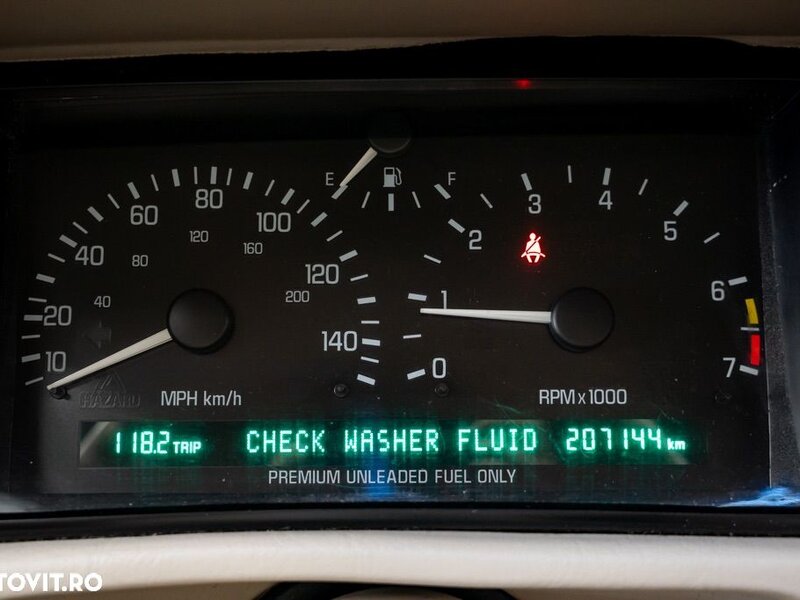 E F
10 20 40 60 80 100 120 140
40 80 120 160 200
MPH km/h
HAZARD
0 1 2 3 4 5 6 7
RPM x 1000
118.2 TRIP CHECK WASHER FLUID 207144 km
PREMIUM UNLEADED FUEL ONLY
TOVIT.RO